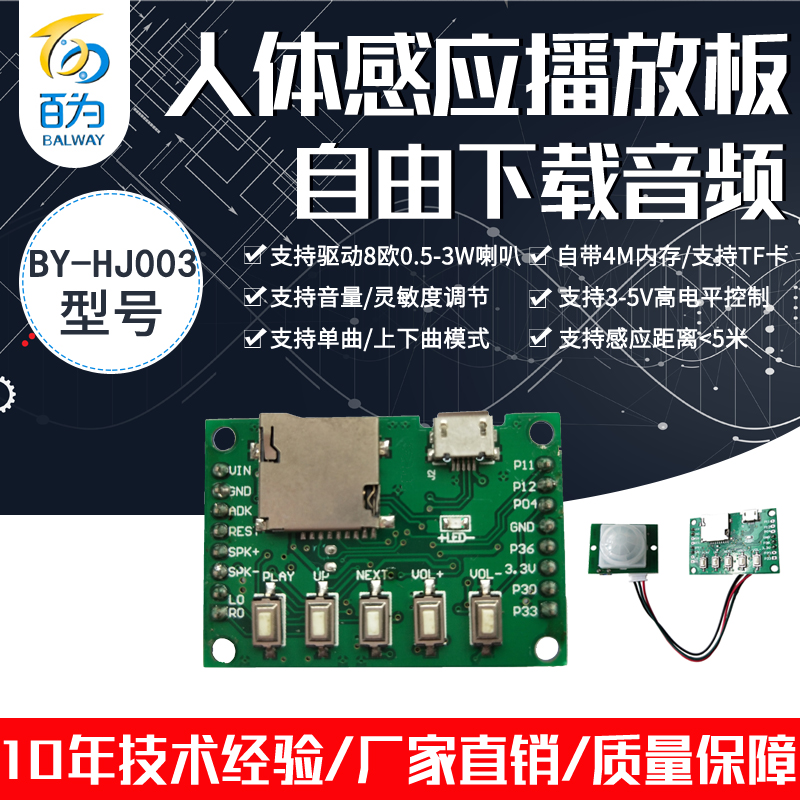 百为
BALWAY
人体感应播放板
自由下载音频
BY-HJ003
型号
支持驱动8欧0.5-3W喇叭
自带4M内存/支持TF卡
支持音量/灵敏度调节
支持3-5V高电平控制
支持单曲/上下曲模式
支持感应距离<5米
VIN
GND
ADK
RES
SPK+
SPK-
LO
RO
J2
+LED-
P11
P12
P04
GND
P36
3.3V
P30
P33
PLAY UP NEXT VOL+ VOL-
10年技术经验/厂家直销/质量保障